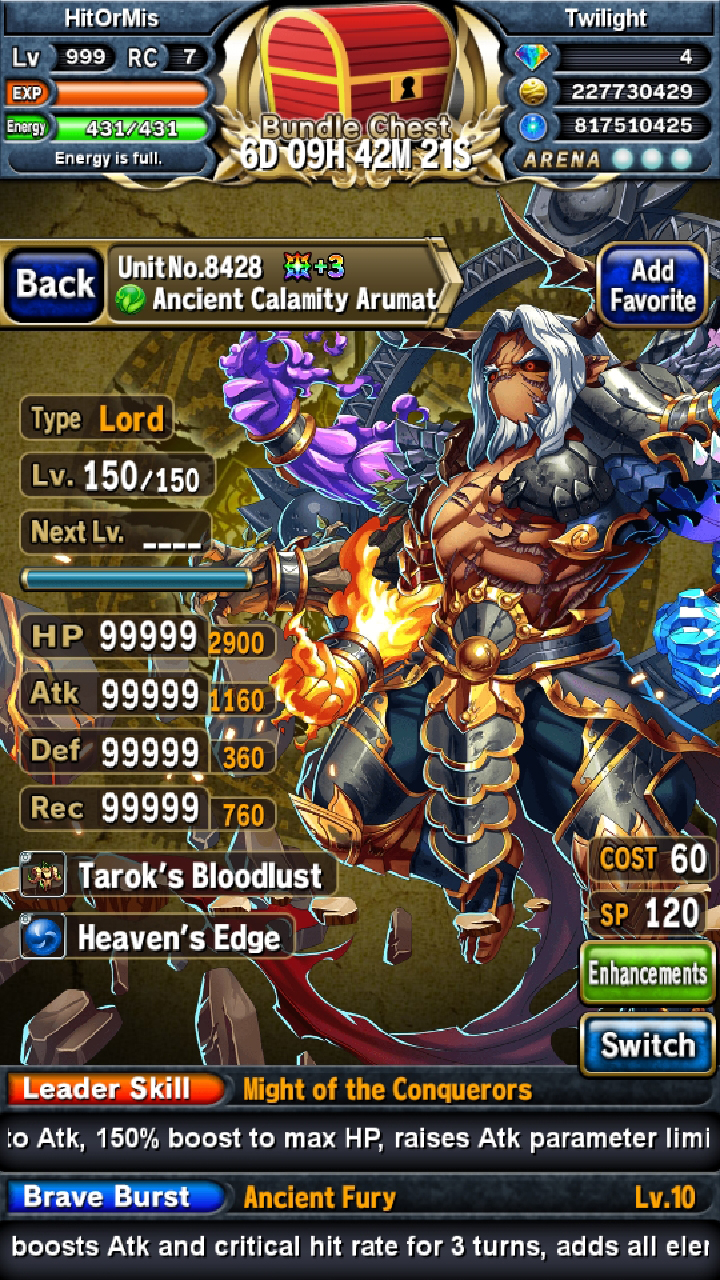 HitOrMis
Twilight
Lv 999 RC 7
4
EXP
227730429
Energy 431/431
817510425
Energy is full.
Bundle Chest
6D 09H 42M 21S
ARENA
Back
Unit No.8428 +3
Ancient Calamity Arumat
Add
Favorite
Type Lord
Lv. 150/150
Next Lv. ____
HP 99999 2900
Atk 99999 1160
Def 99999 360
Rec 99999 760
Tarok's Bloodlust
Heaven's Edge
COST 60
SP 120
Enhancements
Switch
Leader Skill Might of the Conquerors
to Atk, 150% boost to max HP, raises Atk parameter limi
Brave Burst Ancient Fury Lv.10
boosts Atk and critical hit rate for 3 turns, adds all eler